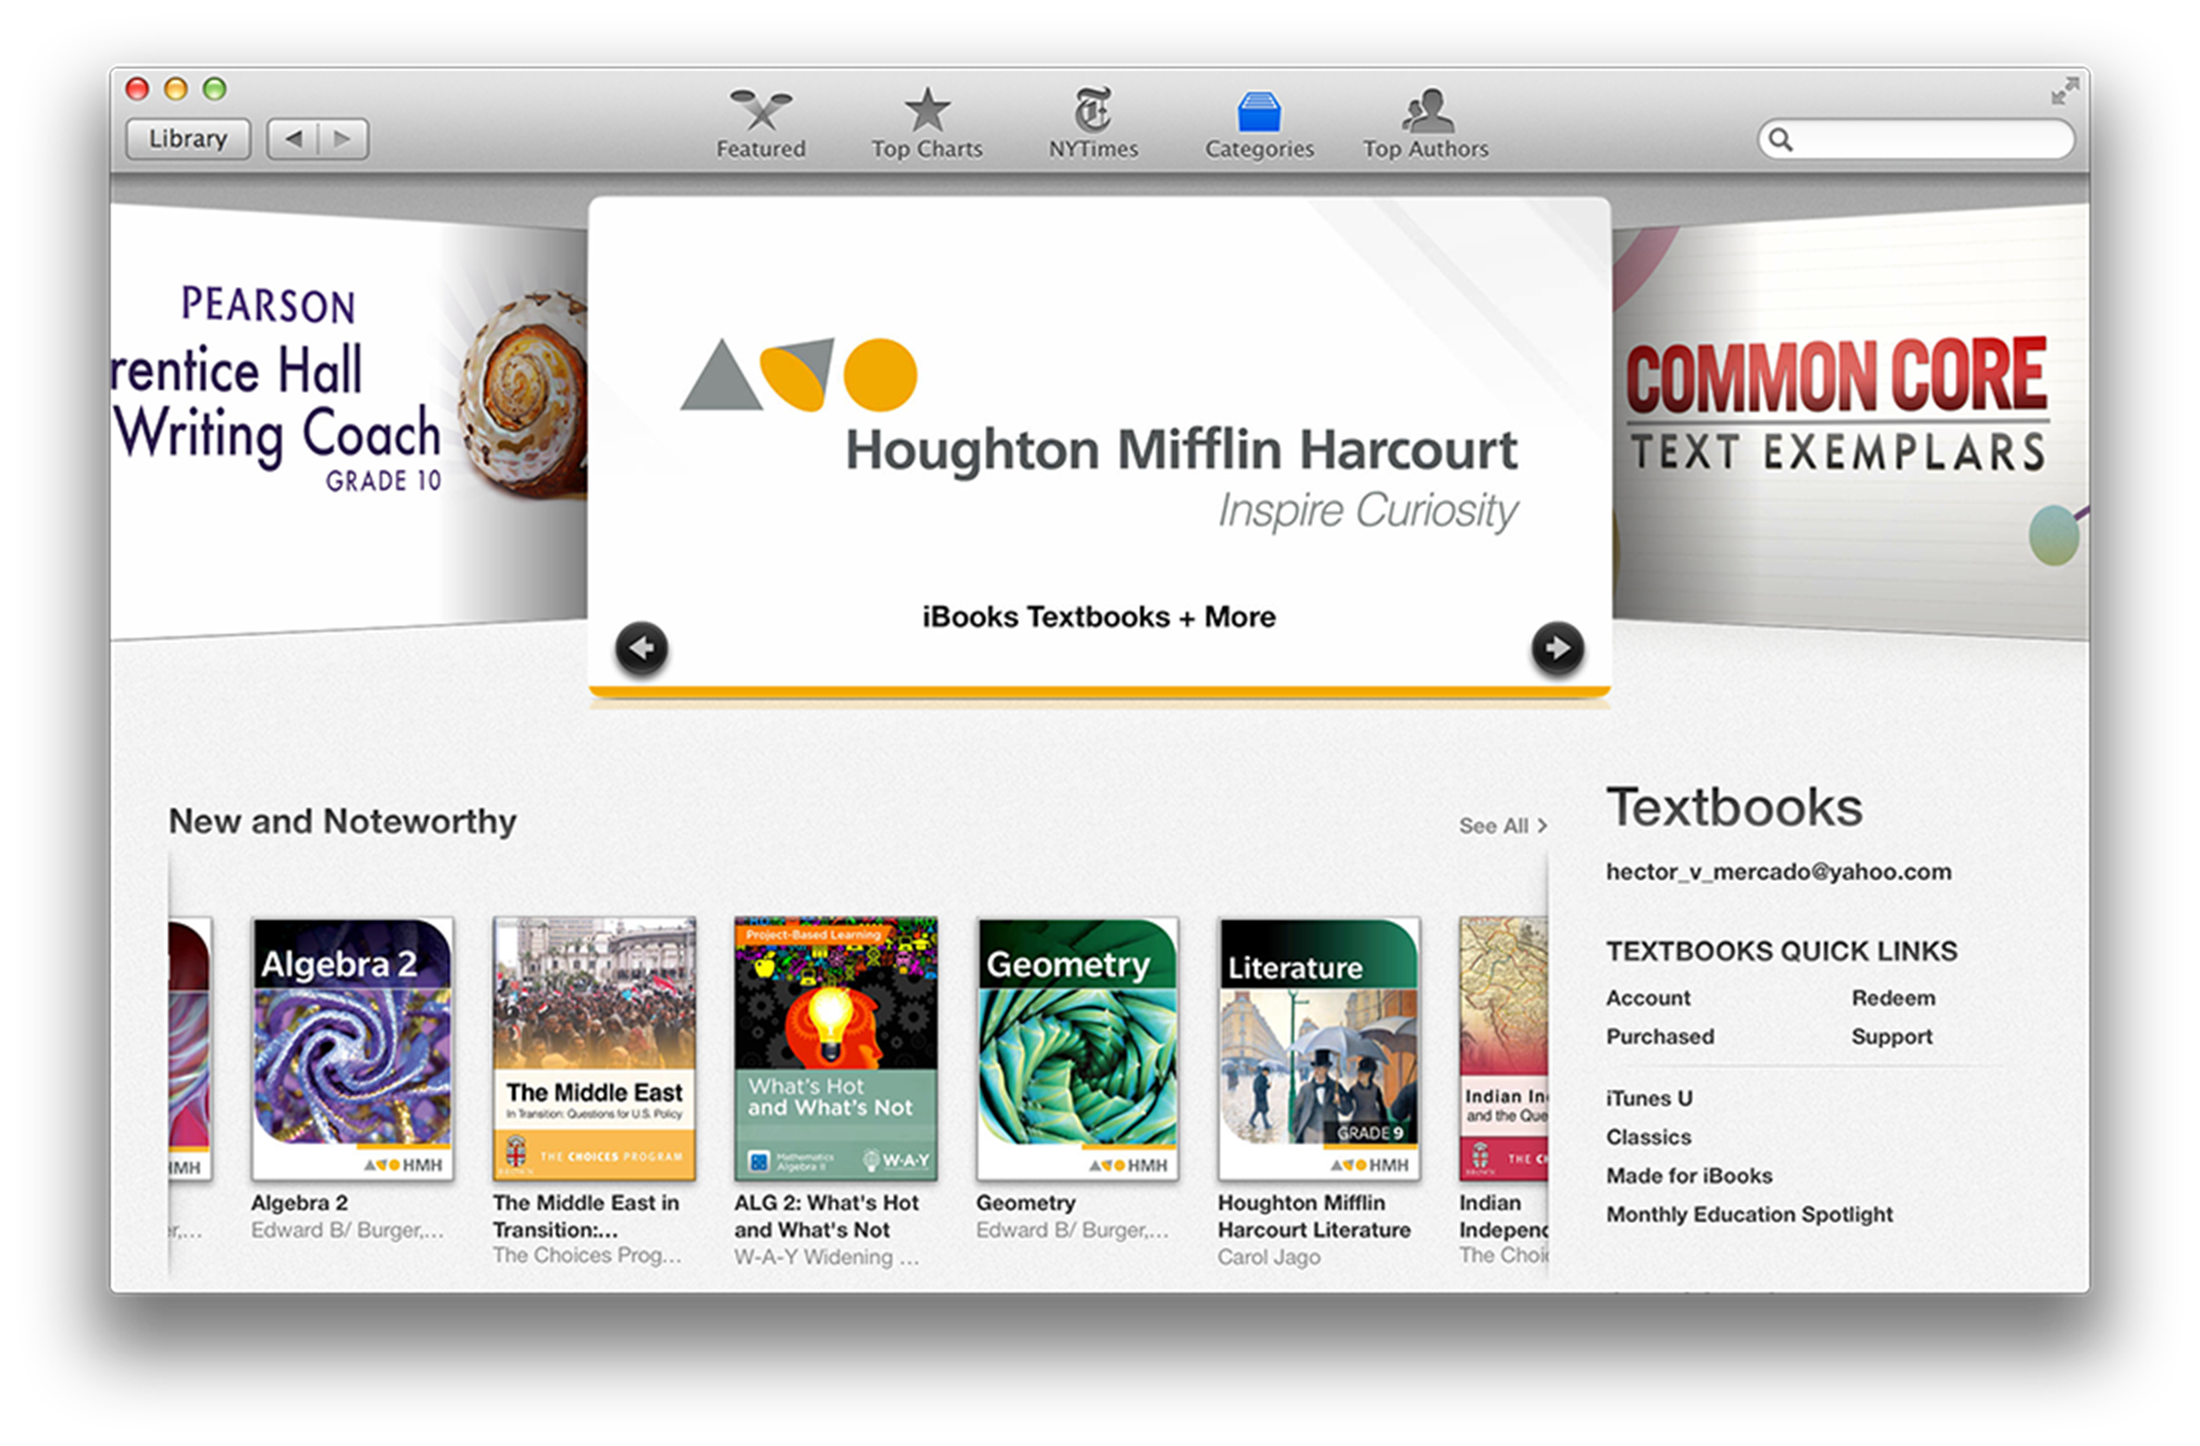 Library
Featured
Top Charts
NYTimes
Categories
Top Authors
PEARSON
rentice Hall
Writing Coach
GRADE 10
Houghton Mifflin Harcourt
Inspire Curiosity
iBooks Textbooks + More
COMMON CORE
TEXT EXEMPLARS
New and Noteworthy
See All
HMH
er,...
Algebra 2
HMH
Algebra 2
Edward B/ Burger,...
The Middle East
In Transition: Questions for U.S. Policy
BROWN
THE CHOICES PROGRAM
The Middle East in
Transition:...
The Choices Prog...
Project-Based Learning
What's Hot
and What's Not
Mathematics
Algebra II
W·A·Y
ALG 2: What's Hot
and What's Not
W-A-Y Widening ...
Geometry
HMH
Geometry
Edward B/ Burger,...
Literature
GRADE 9
HMH
Houghton Mifflin
Harcourt Literature
Carol Jago
Indian In
and the Que
BROWN
THE CH
Indian
Independ
The Choi
Textbooks
hector_v_mercado@yahoo.com
TEXTBOOKS QUICK LINKS
Account
Redeem
Purchased
Support
iTunes U
Classics
Made for iBooks
Monthly Education Spotlight